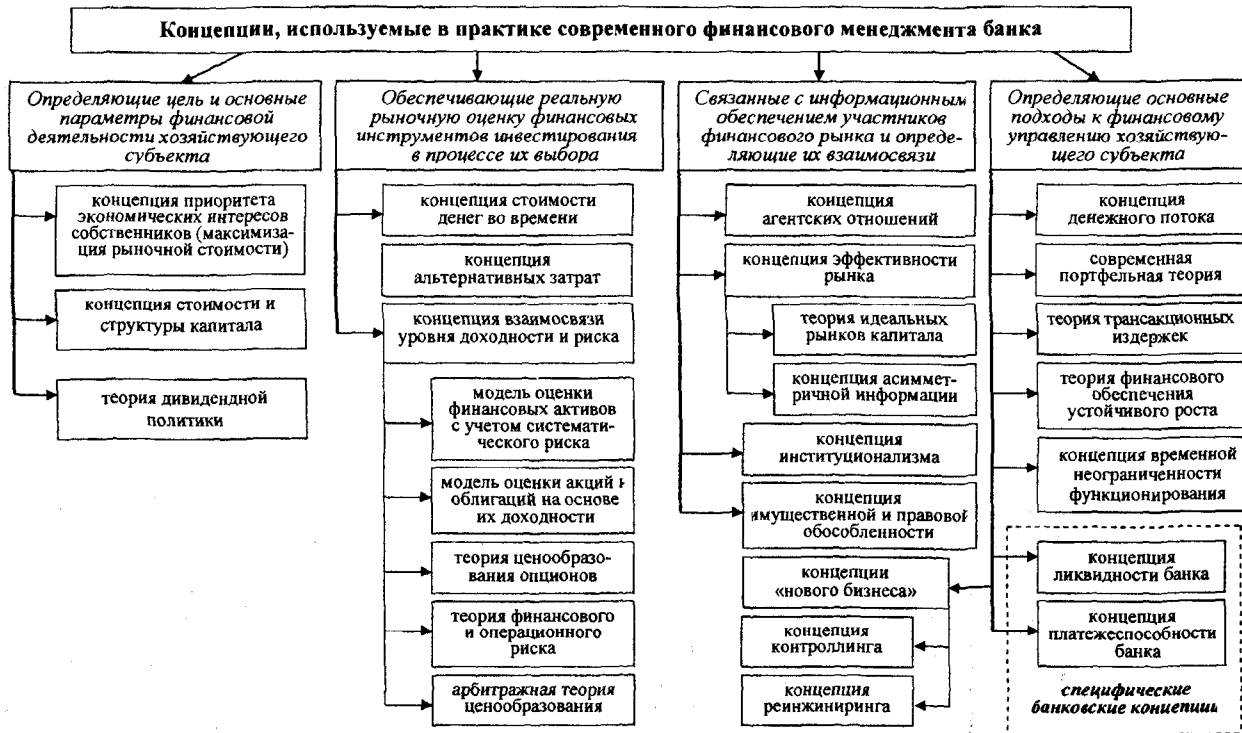 Концепции, используемые в практике современного финансового менеджмента банка
Определяющие цель и основные
параметры финансовой
деятельности хозяйствующего
субъекта
концепция приоритета
экономических интересов
собственников (максимиза-
ция рыночной стоимости)
концепция стоимости и
структуры капитала
теория дивидендной
политики
Обеспечивающие реальную
рыночную оценку финансовых
инструментов инвестирования
в процессе их выбора
концепция стоимости
денег во времени
концепция
альтернативных затрат
концепция взаимосвязи
уровня доходности и риска
модель оценки
финансовых активов
с учетом системати-
ческого риска
модель оценки акций и
облигаций на основе
их доходности
теория ценообразо-
вания опционов
теория финансового
и операционного
риска
арбитражная теория
ценообразования
Связанные с информационным
обеспечением участников
финансового рынка и опреде-
ляющие их взаимосвязи
концепция
агентских отношений
концепция эффективности
рынка
теория идеальных
рынков капитала
концепция асиммет-
ричной информации
концепция
институционализма
концепция
имущественной и правовой
обособленности
концепции
«нового бизнеса»
концепция
контроллинга
концепция
реинжиниринга
Определяющие основные
подходы к финансовому
управлению хозяйствую-
щего субъекта
концепция
денежного потока
современная
портфельная теория
теория трансакционных
издержек
теория финансового
обеспечения
устойчивого роста
концепция временной
неограниченности
функционирования
концепция
ликвидности банка
концепция
платежеспособности
банка
специфические
банковские концепции